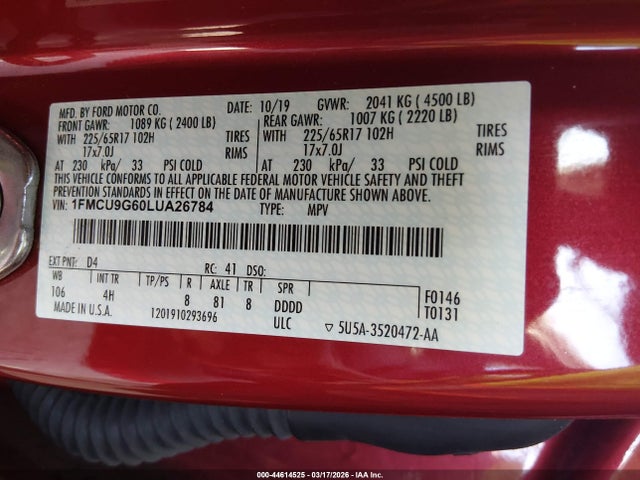 MFD. BY FORD MOTOR CO. DATE: 10/19 GVWR: 2041 KG ( 4500 LB)
FRONT GAWR: 1089 KG ( 2400 LB) REAR GAWR: 1007 KG ( 2220 LB)
225/65R17 102H TIRES 225/65R17 102H TIRES
17x7.0J RIMS 17x7.0J RIMS
AT 230 kPa/ 33 PSI COLD AT 230 kPa/ 33 PSI COLD
THIS VEHICLE CONFORMS TO ALL APPLICABLE FEDERAL MOTOR VEHICLE SAFETY AND THEFT
PREVENTION STANDARDS IN EFFECT ON THE DATE OF MANUFACTURE SHOWN ABOVE.
VIN: 1FMCU9G60LUA26784 TYPE: MPV
EXT PNT: D4 RC: 41 DSO:
WB INT TR TP/PS R AXLE TR SPR
106 4H 8 81 8 DDDD F0146
MADE IN U.S.A. 1201910293696 ULC T0131
▽ 5U5A-3520472-AA
000-44614525 03/17/2026 IAA Inc.